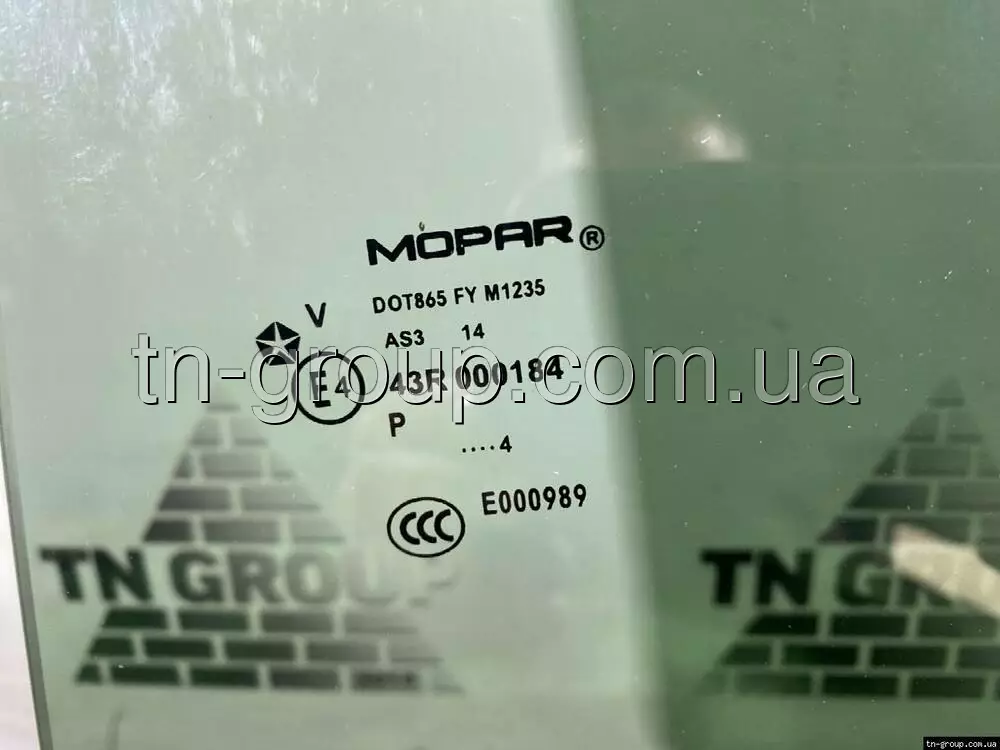 MOPAR®
DOT865 FY M1235
V
AS3 14
E4 43R 000184
P
....4
CCC E000989
tn-group.com.ua
TN GROUP
TN GR
tn-group.com.ua